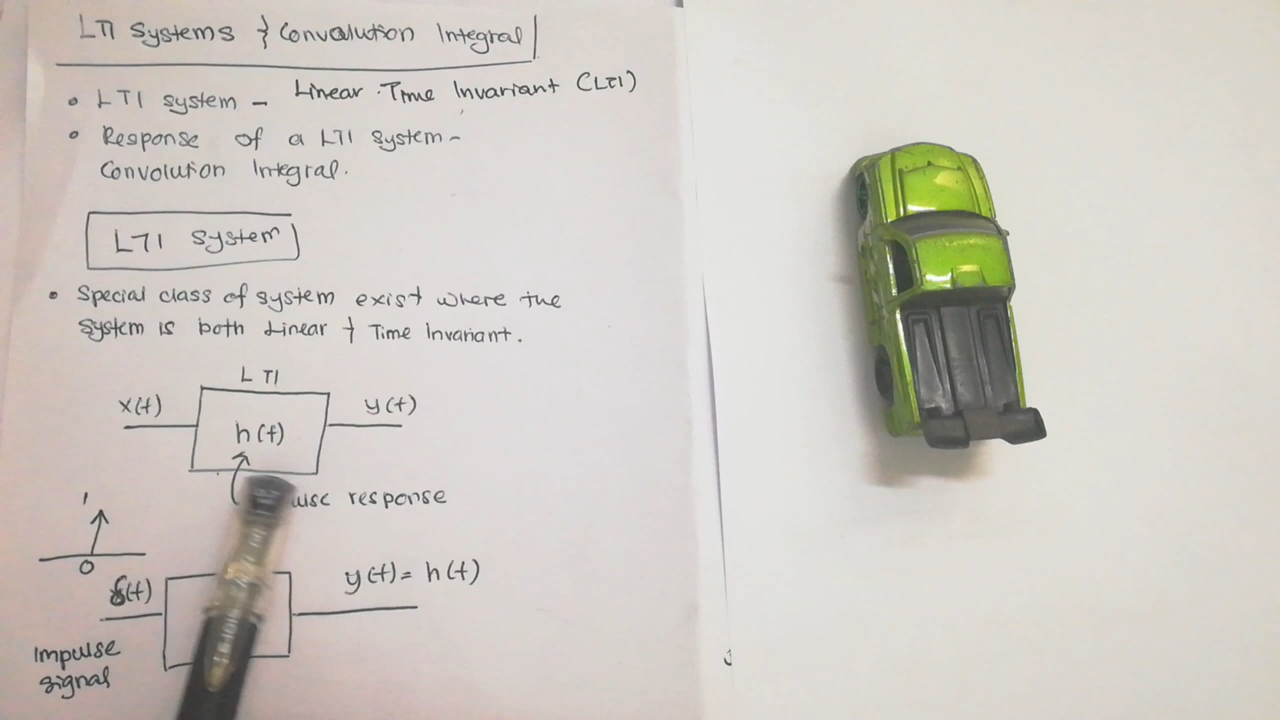 LTI Systems & Convolution Integral
• LTI system - Linear Time Invariant (LTI)
• Response of a LTI system -
Convolution Integral.
LTI system
• Special class of system exist where the
system is both Linear & Time Invariant.
LTI
x(t)
h(t)
y(t)
response
1
0
δ(t)
y(t) = h(t)
Impulse
signal